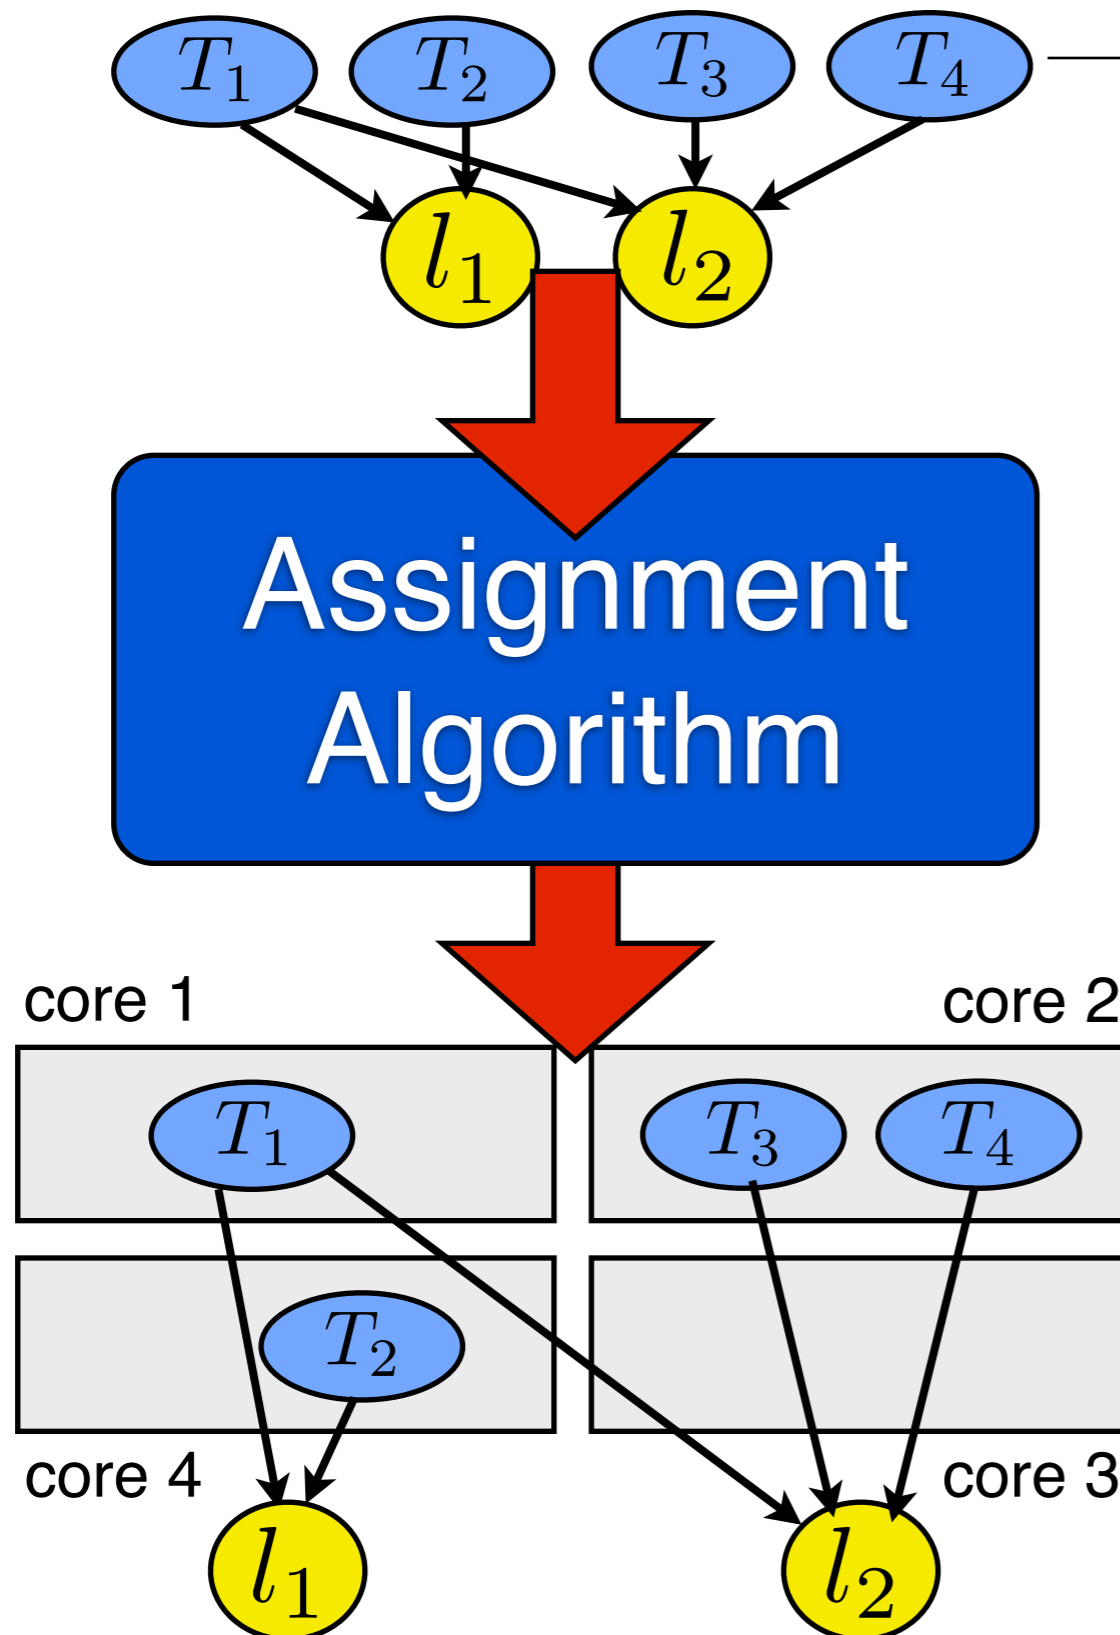 T₁ T₂ T₃ T₄
l₁ l₂
Assignment
Algorithm
core 1 core 2
T₁ T₃ T₄
T₂
core 4 core 3
l₁ l₂